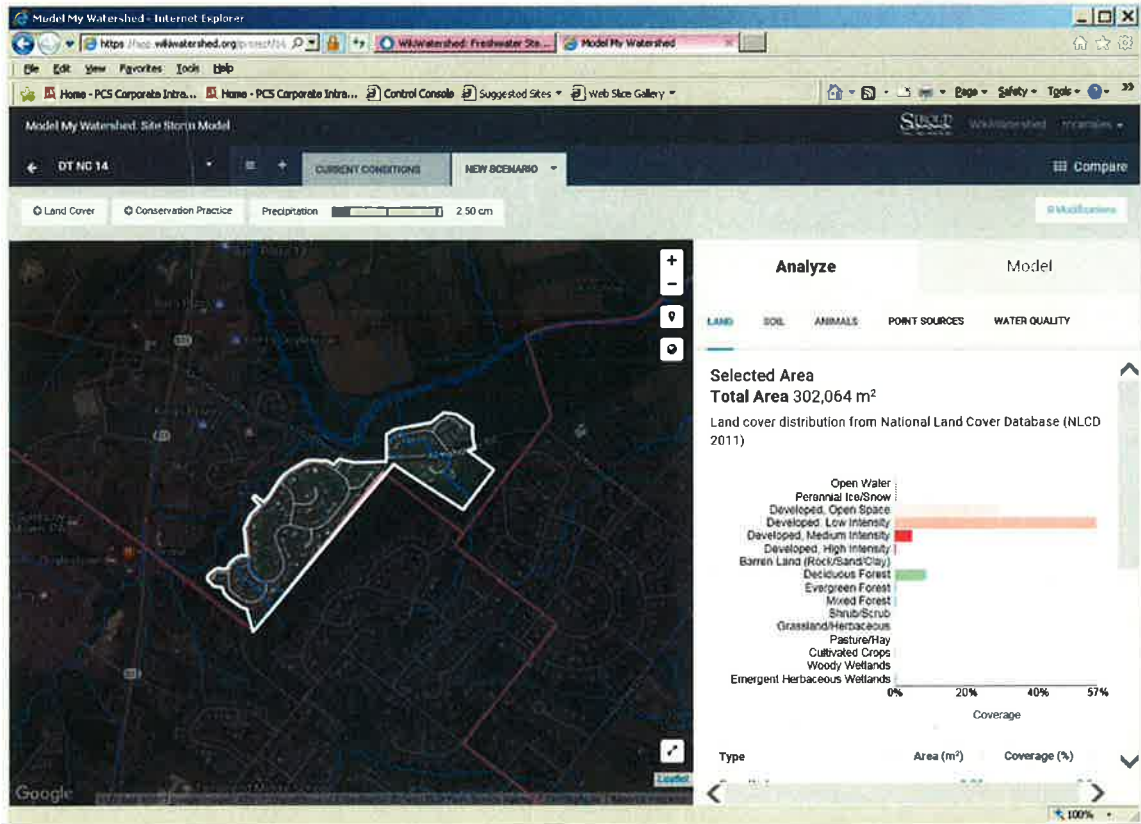 Model My Watershed - Internet Explorer
WikiWatershed: Freshwater Ste...
Model My Watershed
File Edit View Favorites Tools Help
Home - PCS Corporate Intra...
Home - PCS Corporate Intra...
Control Console
Suggested Sites
Web Slice Gallery
Page
Safety
Tools
»
Model My Watershed Site Storm Model
WikiWatershed
DT NG 14
CURRENT CONDITIONS
NEW SCENARIO
Compare
Land Cover
Conservation Practice
Precipitation
2.50 cm
Modifications
Analyze
Model
LAND
SOIL
ANIMALS
POINT SOURCES
WATER QUALITY
Selected Area
Total Area 302,064 m²
Land cover distribution from National Land Cover Database (NLCD
2011)
Open Water
Perennial Ice/Snow
Developed, Open Space
Developed, Low Intensity
Developed, Medium Intensity
Developed, High Intensity
Barren Land (Rock/Sand/Clay)
Deciduous Forest
Evergreen Forest
Mixed Forest
Shrub/Scrub
Grassland/Herbaceous
Pasture/Hay
Cultivated Crops
Woody Wetlands
Emergent Herbaceous Wetlands
0% 20% 40% 57%
Coverage
Type Area (m²) Coverage (%)
Google
Leaflet
100%